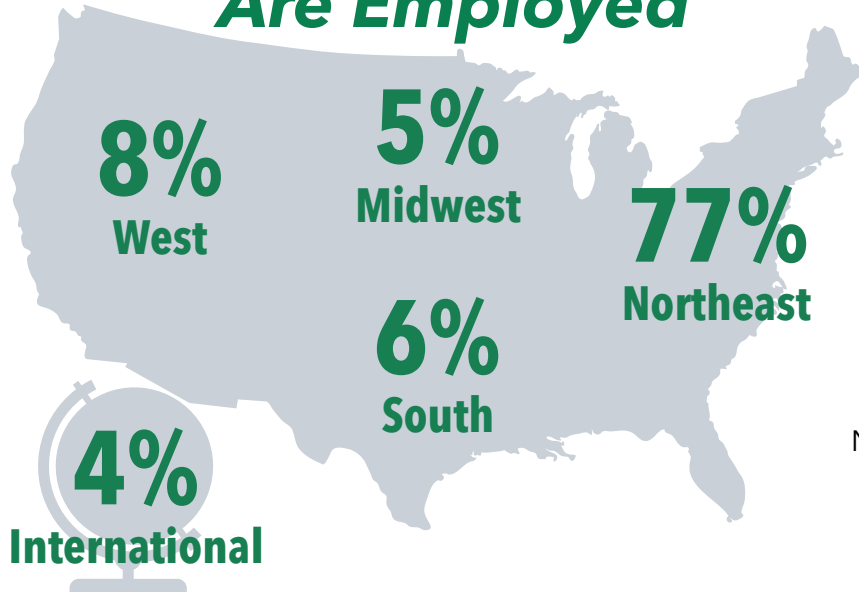 Are Employed
5%
Midwest
8%
West
77%
Northeast
6%
South
4%
International
N